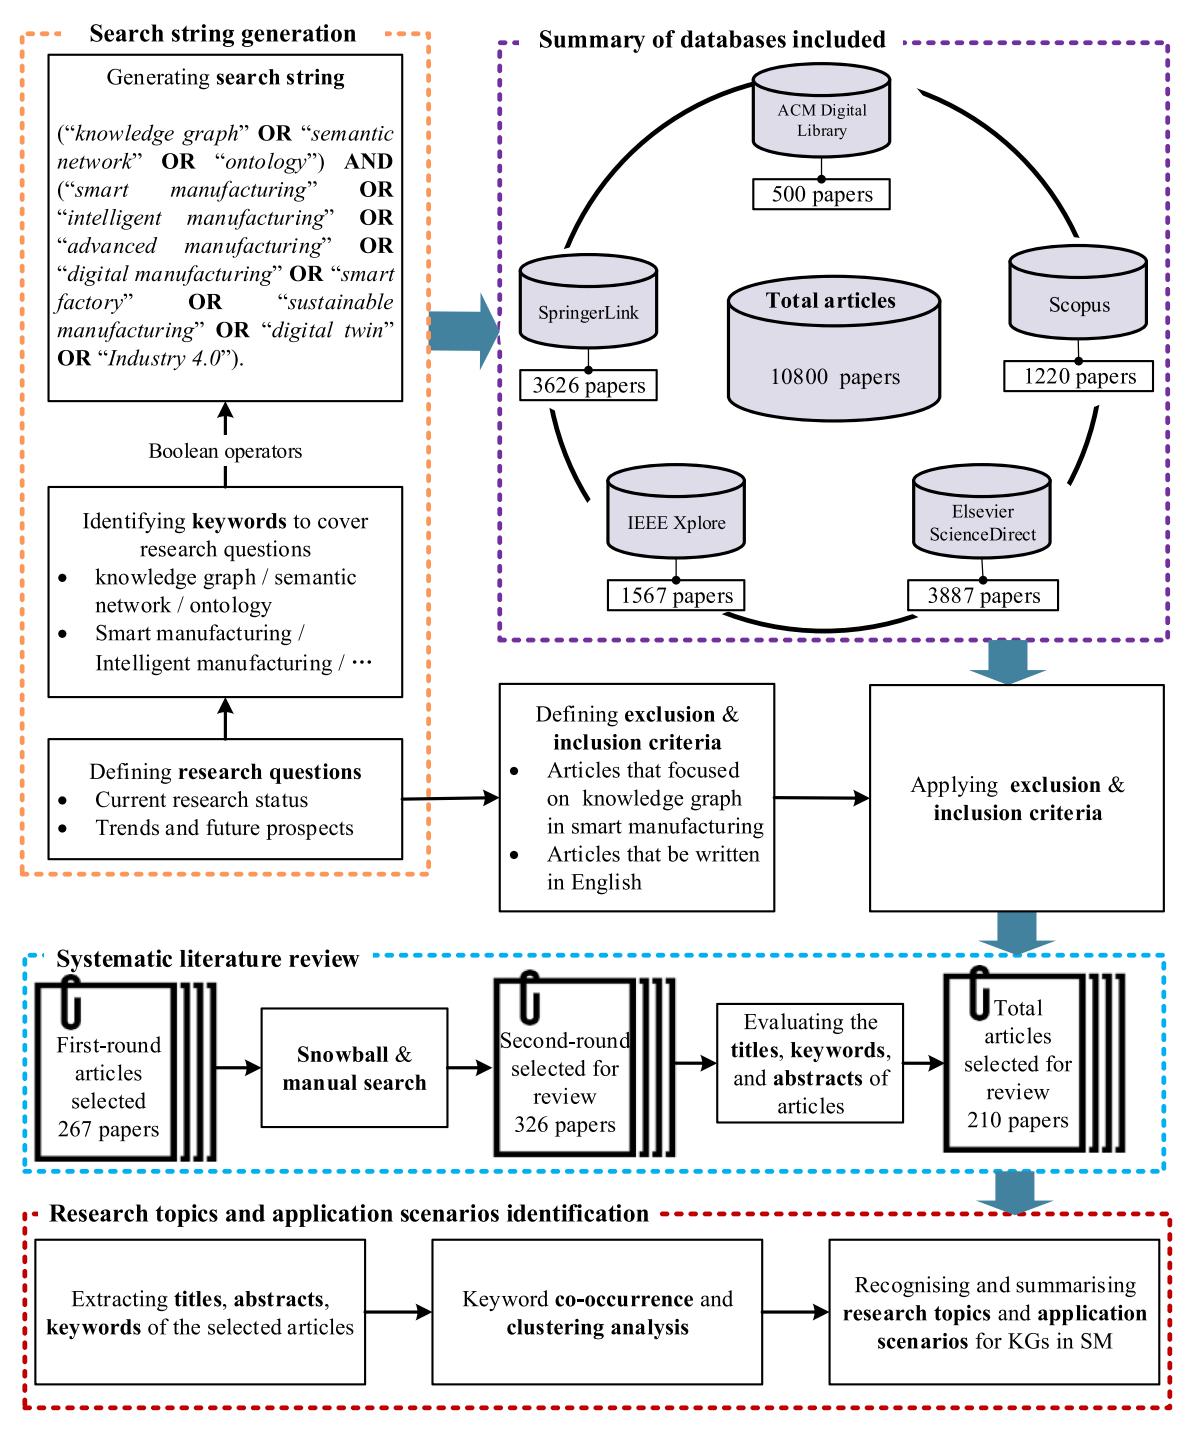 Search string generation
Generating search string
(“knowledge graph” OR “semantic
network” OR “ontology”) AND
(“smart manufacturing” OR
“intelligent manufacturing” OR
“advanced manufacturing” OR
“digital manufacturing” OR “smart
factory” OR “sustainable
manufacturing” OR “digital twin”
OR “Industry 4.0”).
Boolean operators
Identifying keywords to cover
research questions
• knowledge graph / semantic
network / ontology
• Smart manufacturing /
Intelligent manufacturing / ···
Defining research questions
• Current research status
• Trends and future prospects
Summary of databases included
ACM Digital
Library
500 papers
SpringerLink
3626 papers
Total articles
10800 papers
Scopus
1220 papers
IEEE Xplore
1567 papers
Elsevier
ScienceDirect
3887 papers
Defining exclusion &
inclusion criteria
• Articles that focused
on knowledge graph
in smart manufacturing
• Articles that be written
in English
Applying exclusion &
inclusion criteria
Systematic literature review
First-round
articles
selected
267 papers
Snowball &
manual search
Second-round
selected for
review
326 papers
Evaluating the
titles, keywords,
and abstracts of
articles
Total
articles
selected for
review
210 papers
Research topics and application scenarios identification
Extracting titles, abstracts,
keywords of the selected articles
Keyword co-occurrence and
clustering analysis
Recognising and summarising
research topics and application
scenarios for KGs in SM